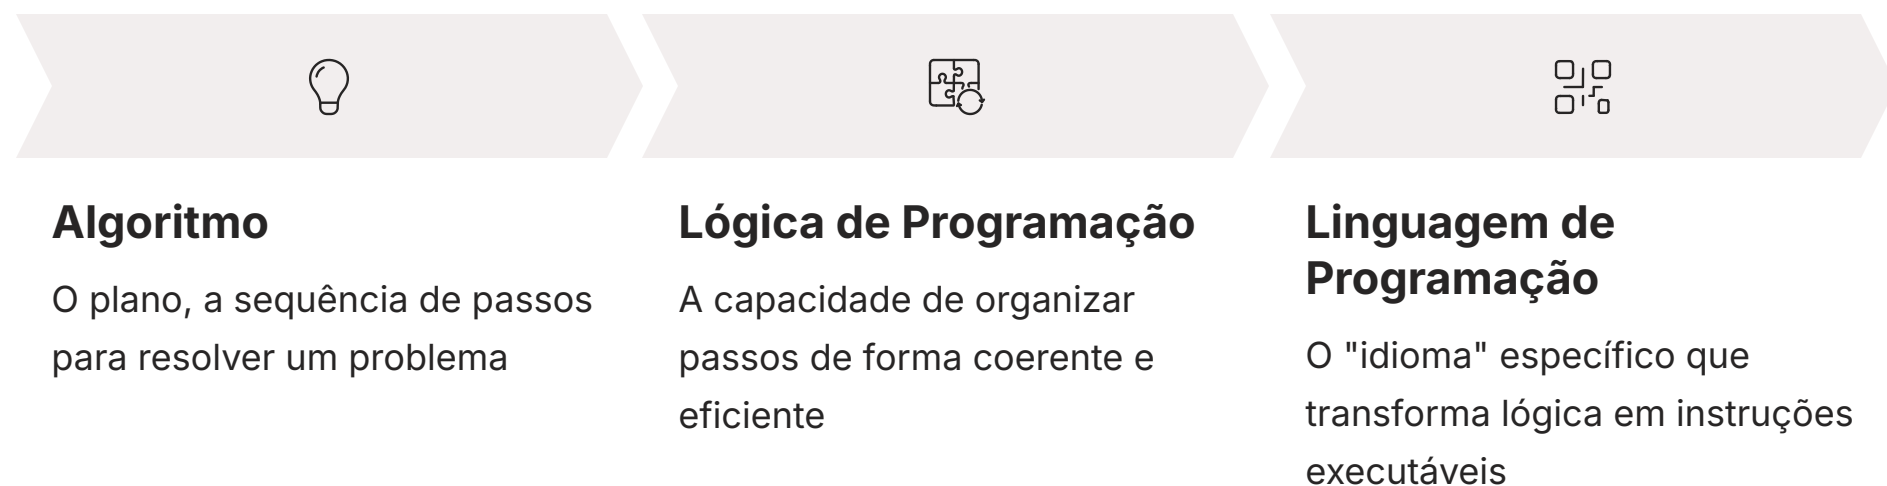 Algoritmo
O plano, a sequência de passos
para resolver um problema
Lógica de Programação
A capacidade de organizar
passos de forma coerente e
eficiente
Linguagem de
Programação
O "idioma" específico que
transforma lógica em instruções
executáveis